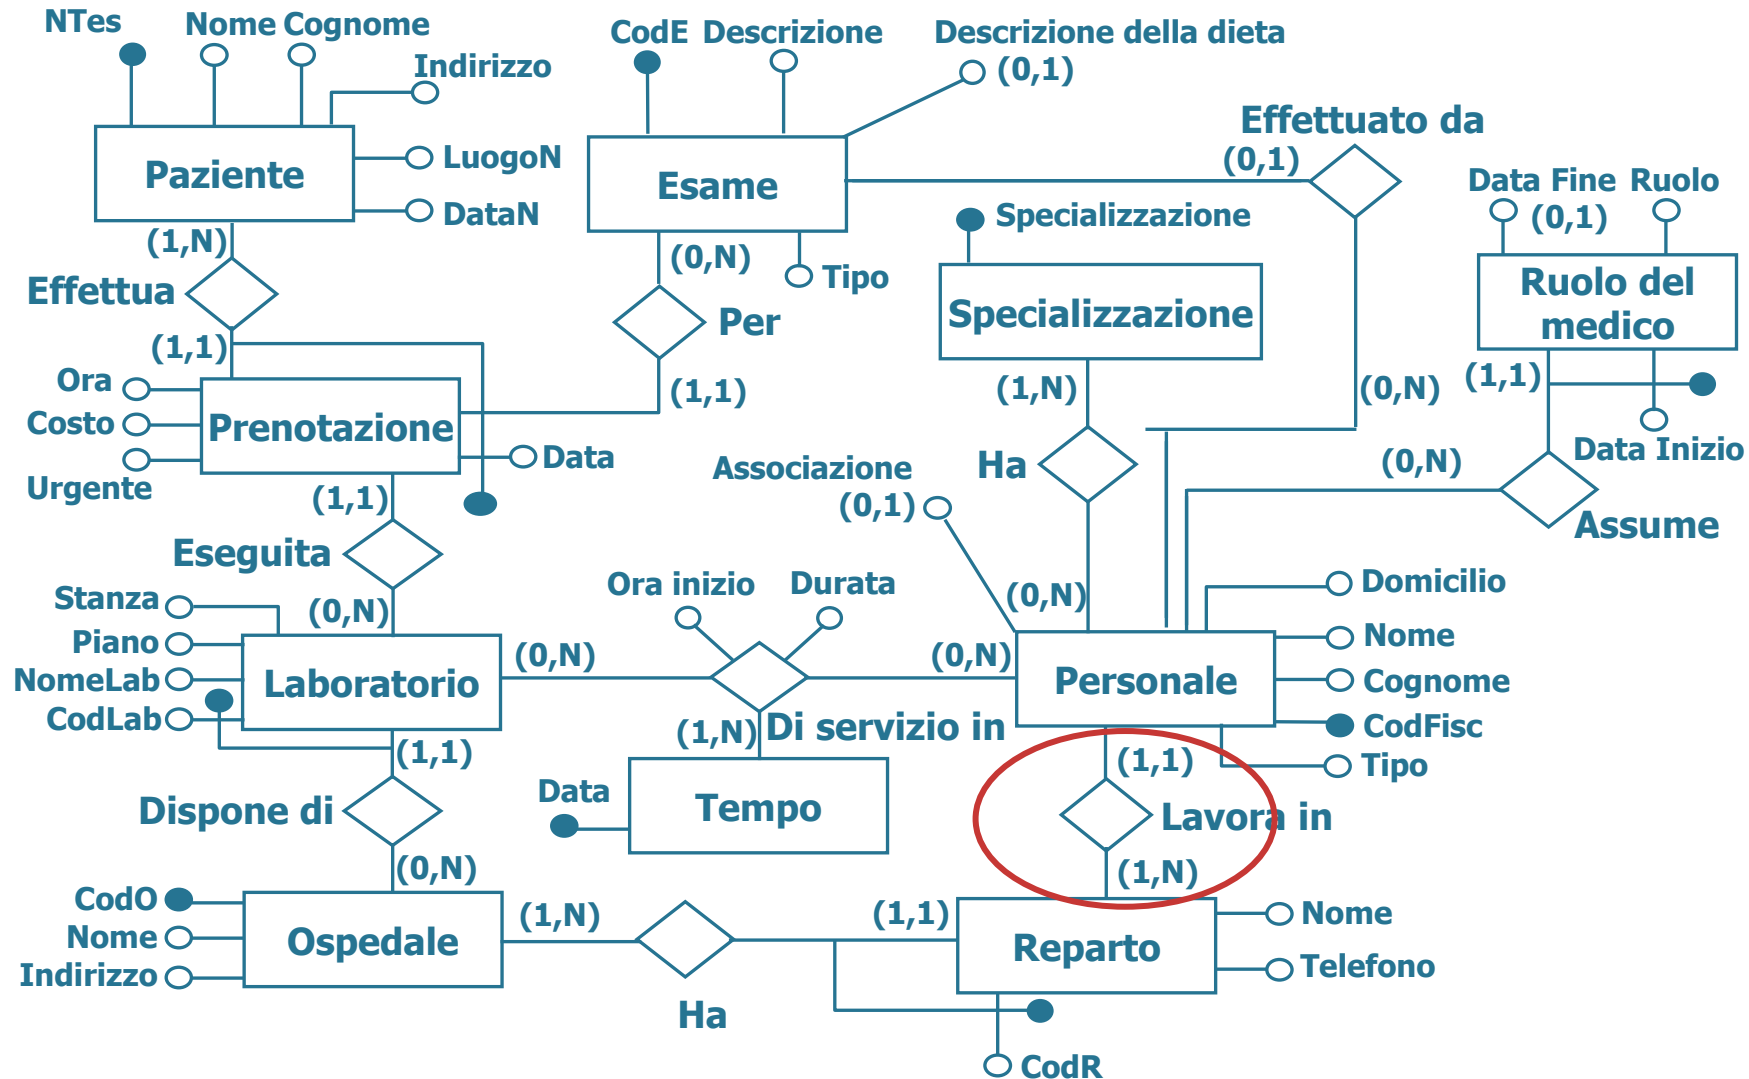 NTes
Nome Cognome
Indirizzo
Paziente
LuogoN
DataN
(1,N)
Effettua
(1,1)
CodE
Descrizione
Descrizione della dieta
(0,1)
Esame
(0,N)
Tipo
Per
(1,1)
Effettuato da
(0,1)
(0,N)
Specializzazione
Specializzazione
(1,N)
Ha
(0,N)
Data Fine
(0,1)
Ruolo
Ruolo del
medico
(1,1)
Data Inizio
(0,N)
Assume
Ora
Costo
Urgente
Prenotazione
Data
(1,1)
Eseguita
(0,N)
Stanza
Piano
NomeLab
CodLab
Laboratorio
(0,N)
Ora inizio
Durata
(0,N)
Di servizio in
(1,N)
Data
Tempo
Associazione
(0,1)
Personale
Domicilio
Nome
Cognome
CodFisc
Tipo
(1,1)
Lavora in
(1,N)
(1,1)
Dispone di
(0,N)
CodO
Nome
Indirizzo
Ospedale
(1,N)
Ha
(1,1)
Reparto
Nome
Telefono
CodR